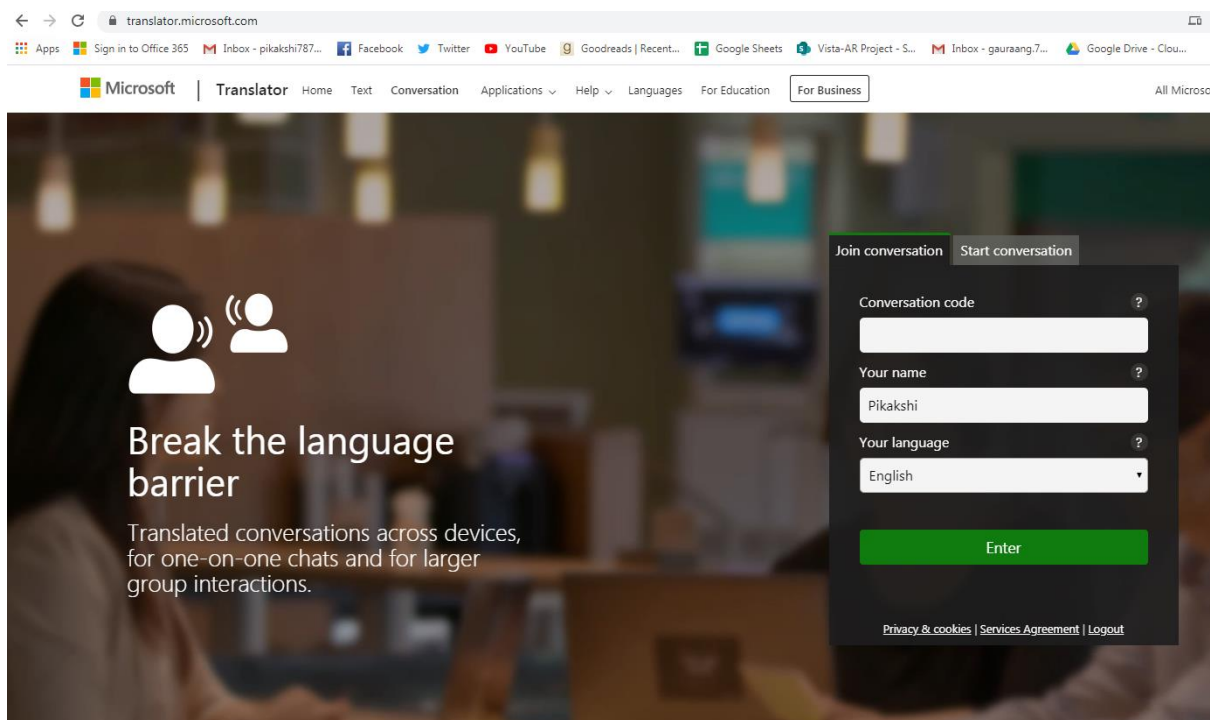 translator.microsoft.com
Apps Sign in to Office 365 Inbox - pikakshi787... Facebook Twitter YouTube Goodreads | Recent... Google Sheets Vista-AR Project - S... Inbox - gauraang.7... Google Drive - Clou...
Microsoft | Translator Home Text Conversation Applications Help Languages For Education For Business All Microso
Join conversation Start conversation
Conversation code ?
Your name ?
Pikakshi
Your language ?
English
Enter
Privacy & cookies | Services Agreement | Logout
Break the language
barrier
Translated conversations across devices,
for one-on-one chats and for larger
group interactions.